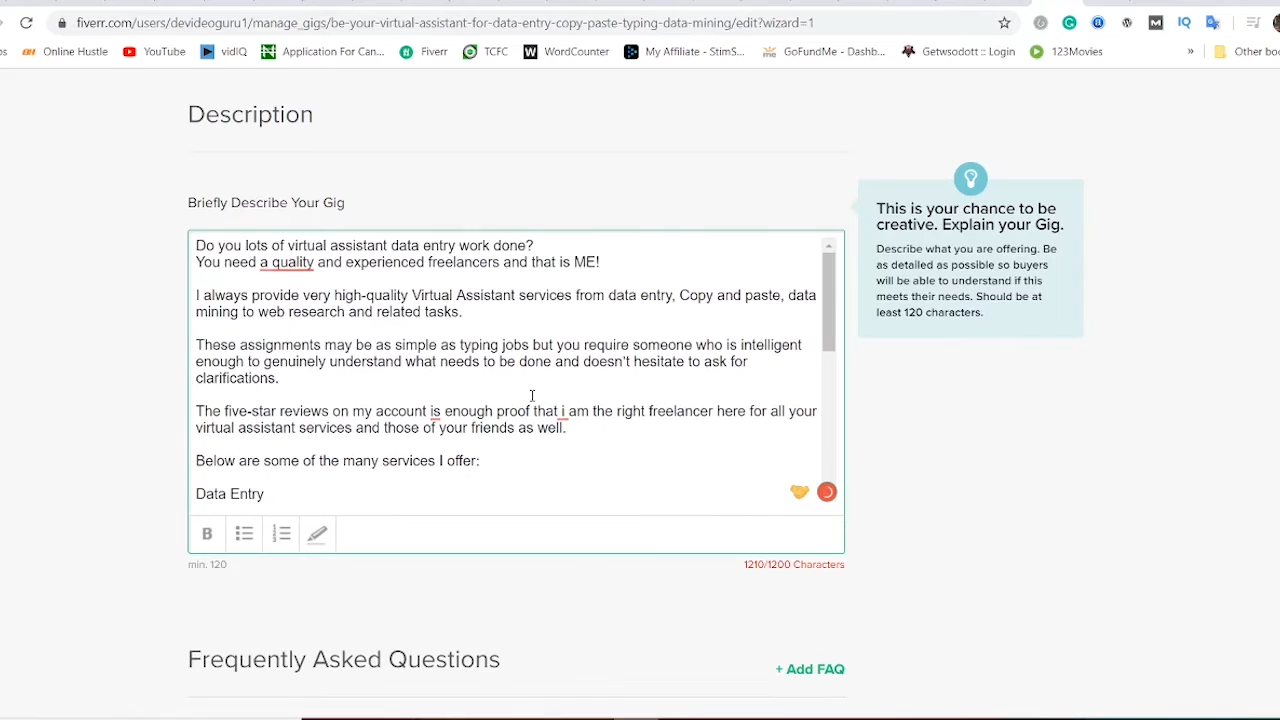 fiverr.com/users/devideoguru1/manage_gigs/be-your-virtual-assistant-for-data-entry-copy-paste-typing-data-mining/edit?wizard=1
Online Hustle YouTube vidIQ Application For Can... Fiverr TCFC WordCounter My Affiliate - StimS... GoFundMe - Dashb... Getwsodott :: Login 123Movies » Other boo
Description
Briefly Describe Your Gig
Do you lots of virtual assistant data entry work done?
You need a quality and experienced freelancers and that is ME!
I always provide very high-quality Virtual Assistant services from data entry, Copy and paste, data
mining to web research and related tasks.
These assignments may be as simple as typing jobs but you require someone who is intelligent
enough to genuinely understand what needs to be done and doesn't hesitate to ask for
clarifications.
The five-star reviews on my account is enough proof that i am the right freelancer here for all your
virtual assistant services and those of your friends as well.
Below are some of the many services I offer:
Data Entry
B
min. 120
1210/1200 Characters
This is your chance to be
creative. Explain your Gig.
Describe what you are offering. Be
as detailed as possible so buyers
will be able to understand if this
meets their needs. Should be at
least 120 characters.
Frequently Asked Questions
+ Add FAQ